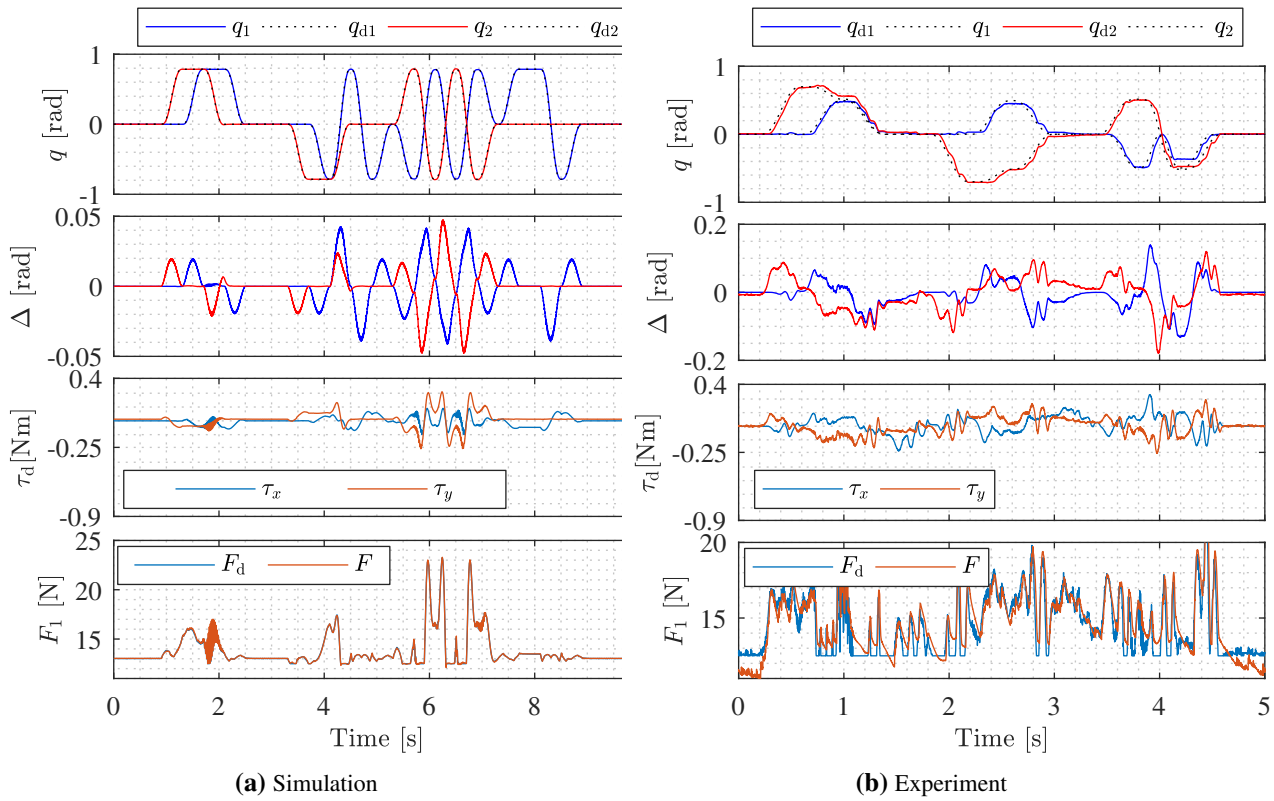 q1 qd1 q2 qd2
1
0
-1
q [rad]
0.05
0
-0.05
Δ [rad]
0.4
-0.25
-0.9
τd[Nm]
τx τy
25
20
15
F1 [N]
Fd F
0 2 4 6 8
Time [s]
(a) Simulation
qd1 q1 qd2 q2
1
0
-1
q [rad]
0.2
0
-0.2
Δ [rad]
0.4
-0.25
-0.9
τd[Nm]
τx τy
20
15
F1 [N]
Fd F
0 1 2 3 4 5
Time [s]
(b) Experiment